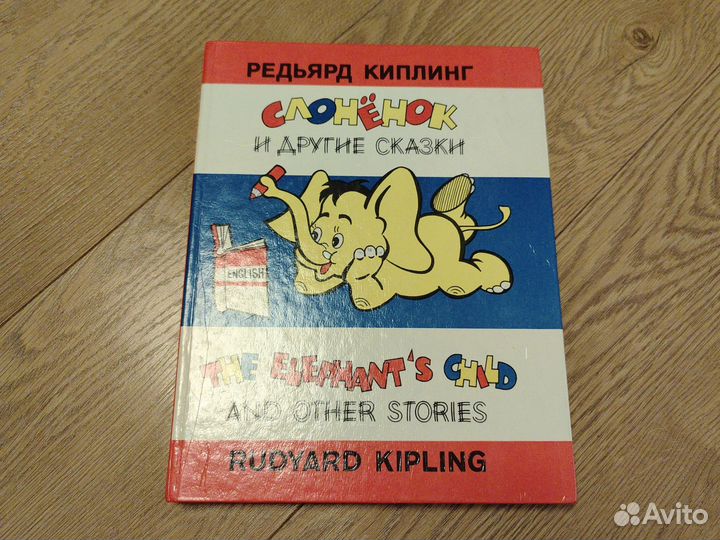 РЕДЬЯРД КИПЛИНГ
СЛОНЁНОК
И ДРУГИЕ СКАЗКИ
ENGLISH
THE ELEPHANT'S CHILD
AND OTHER STORIES
RUDYARD KIPLING
Avito